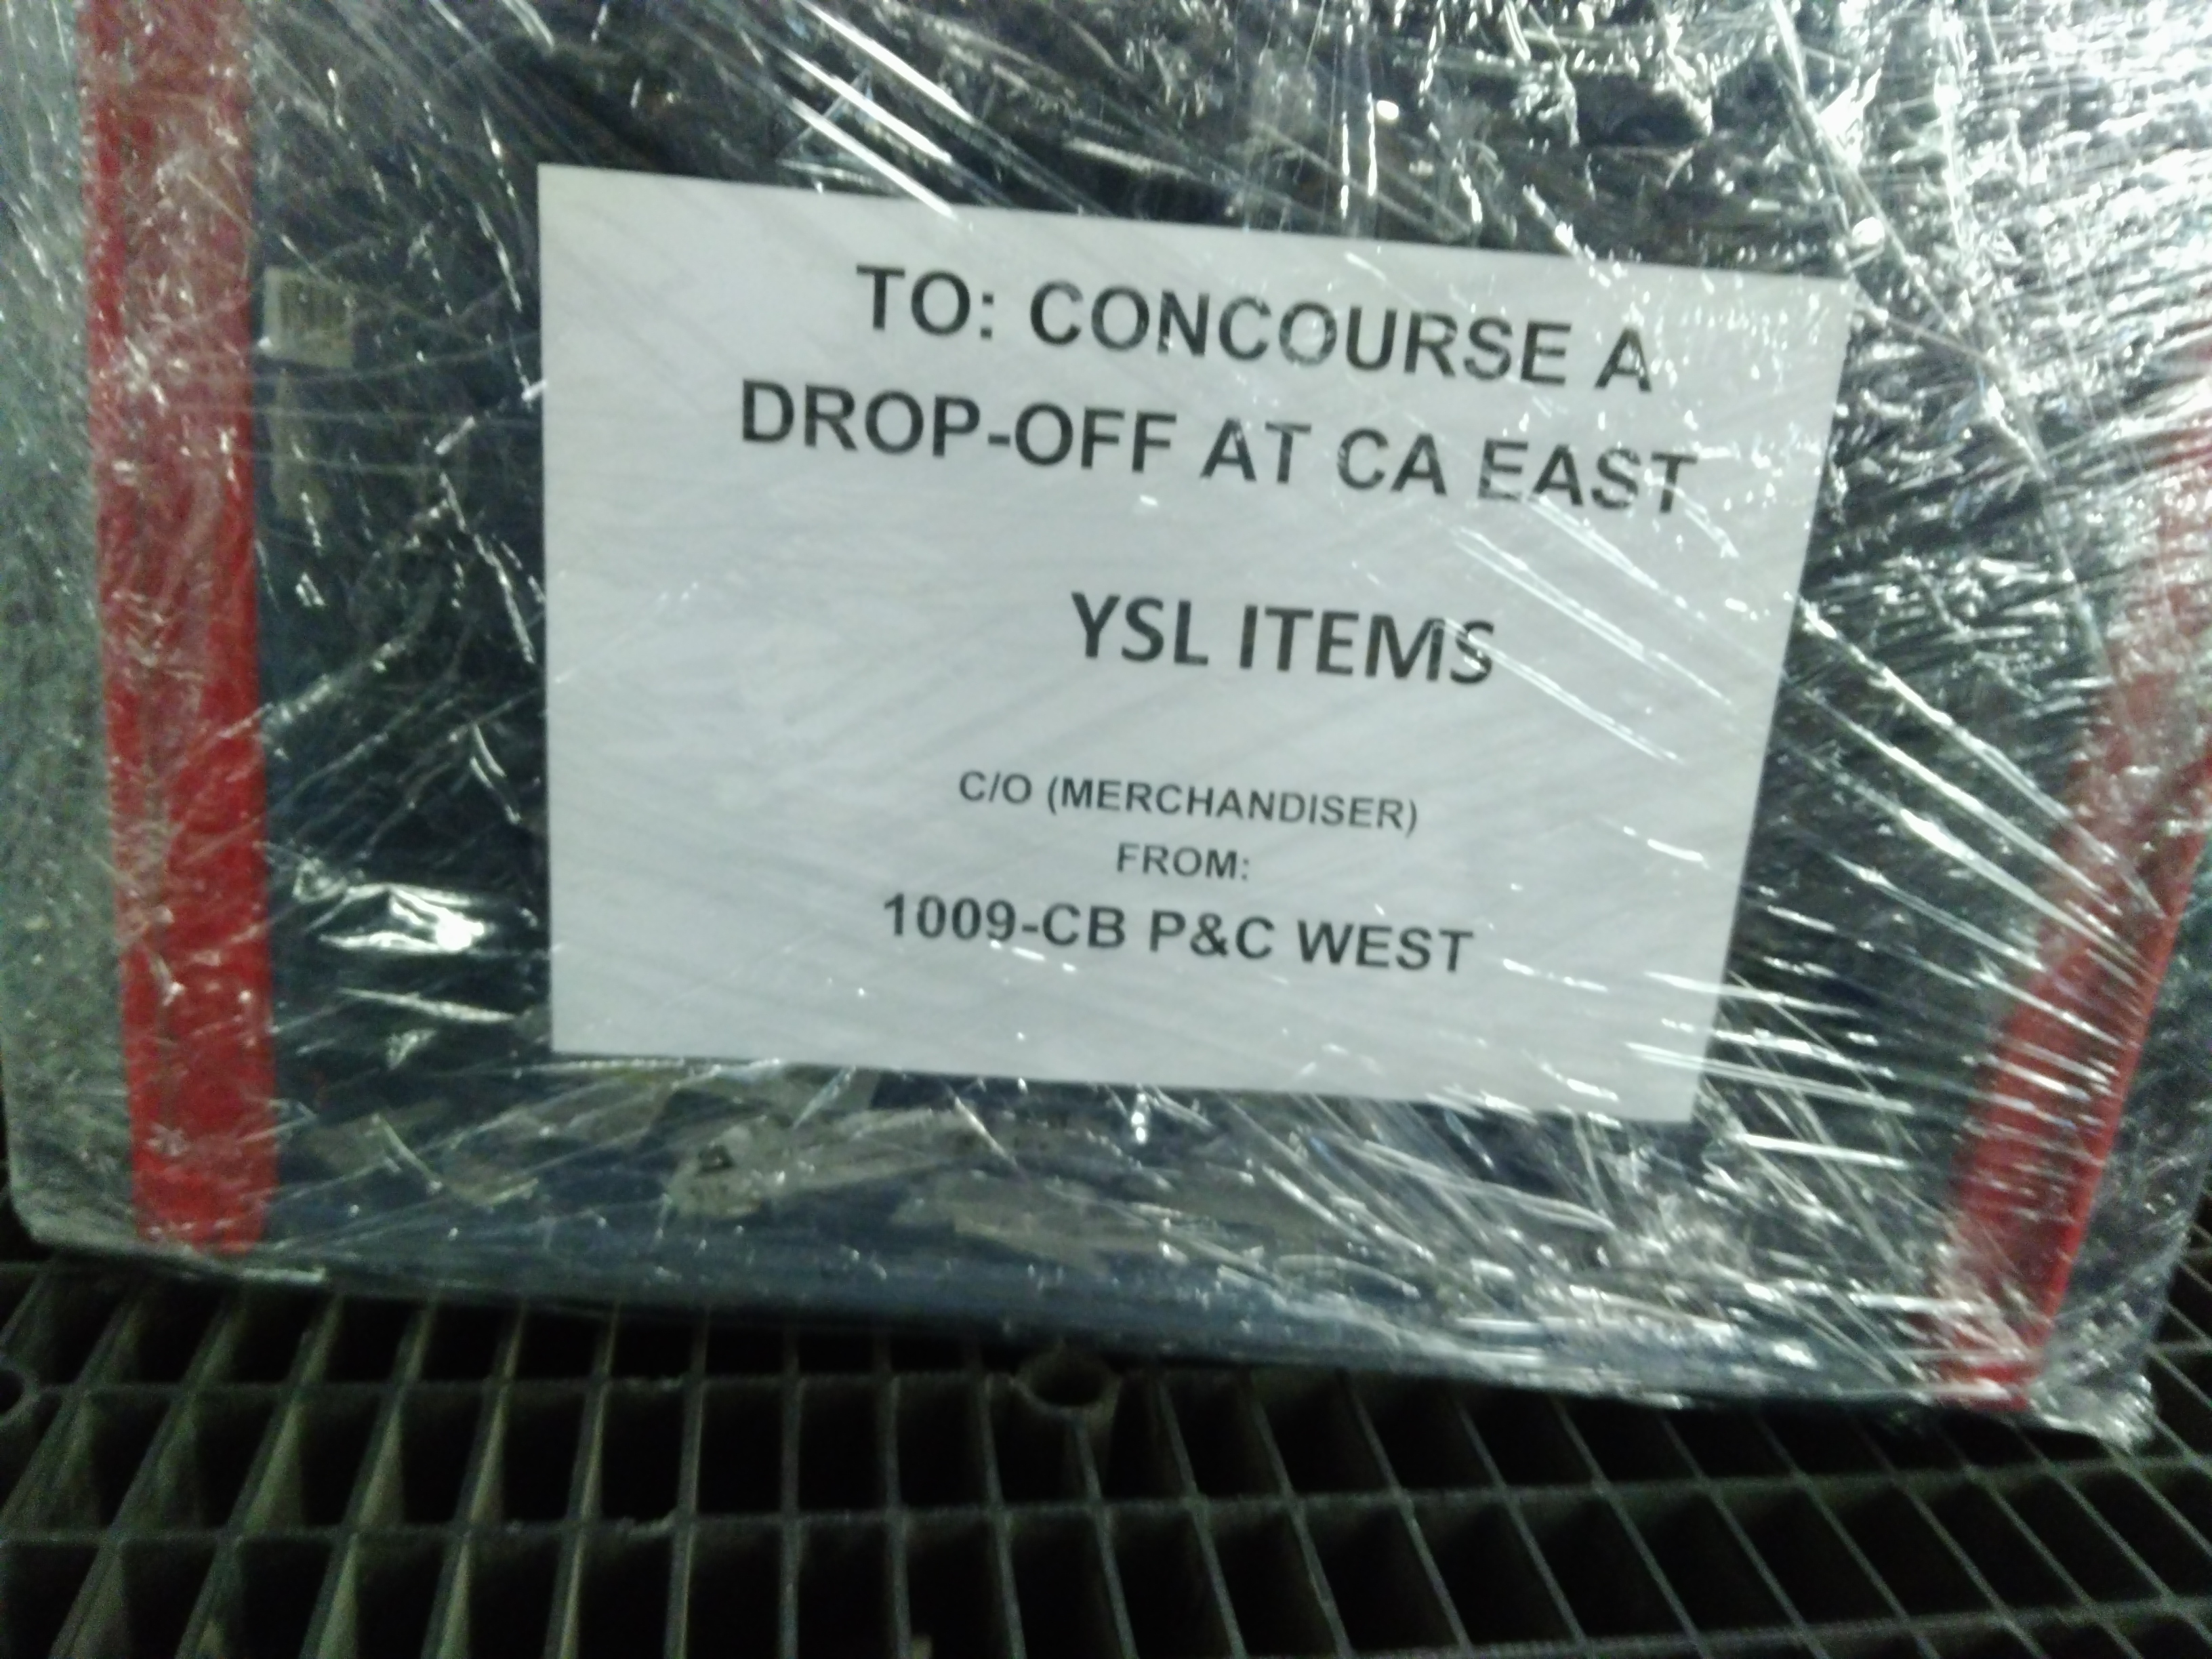 TO: CONCOURSE A
DROP-OFF AT CA EAST
YSL ITEMS
C/O (MERCHANDISER)
FROM:
1009-CB P&C WEST